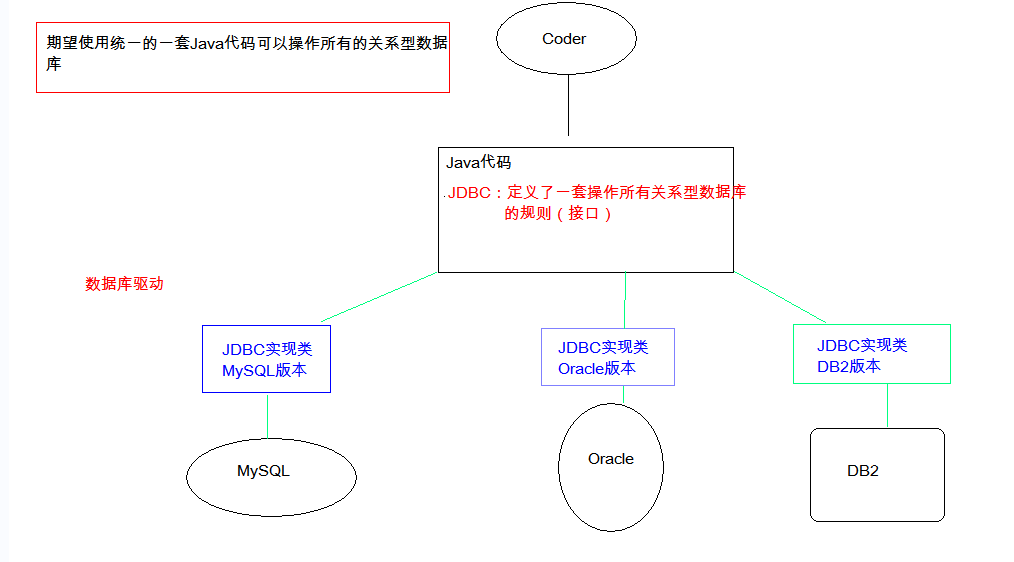 期望使用统一的一套Java代码可以操作所有的关系型数据
库
Coder
Java代码
.JDBC：定义了一套操作所有关系型数据库
的规则（接口）
数据库驱动
JDBC实现类
MySQL版本
JDBC实现类
Oracle版本
JDBC实现类
DB2版本
MySQL
Oracle
DB2